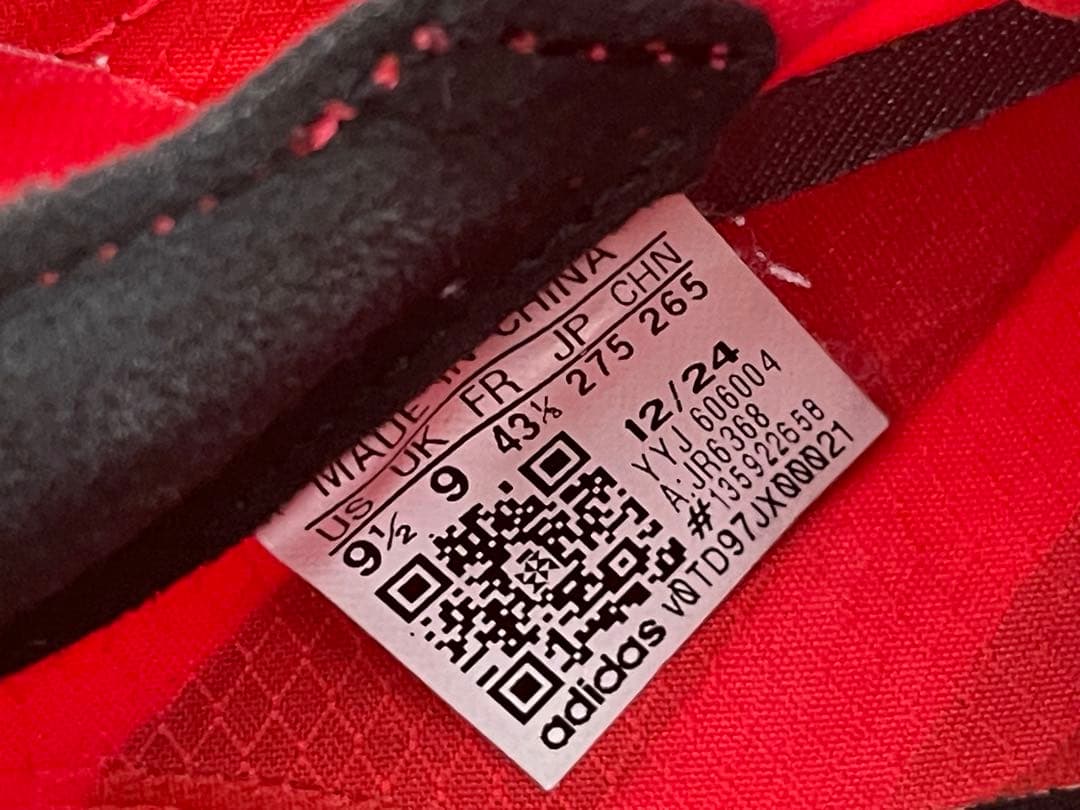 MADE IN CHINA
US UK FR JP CHN
9½ 9 43⅓ 275 265
12/24
YYJ 606004
A.JR6368
#135922658
adidas v0TD97JX00021